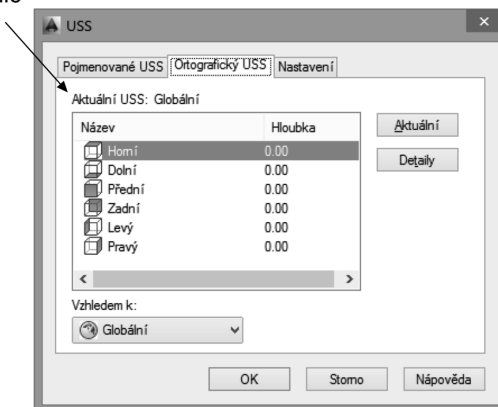 USS
Pojmenované USS Ortografický USS Nastavení
Aktuální USS: Globální
Název Hloubka
Horní 0.00
Dolní 0.00
Přední 0.00
Zadní 0.00
Levý 0.00
Pravý 0.00
Aktuální
Detaily
Vzhledem k:
Globální
OK Storno Nápověda